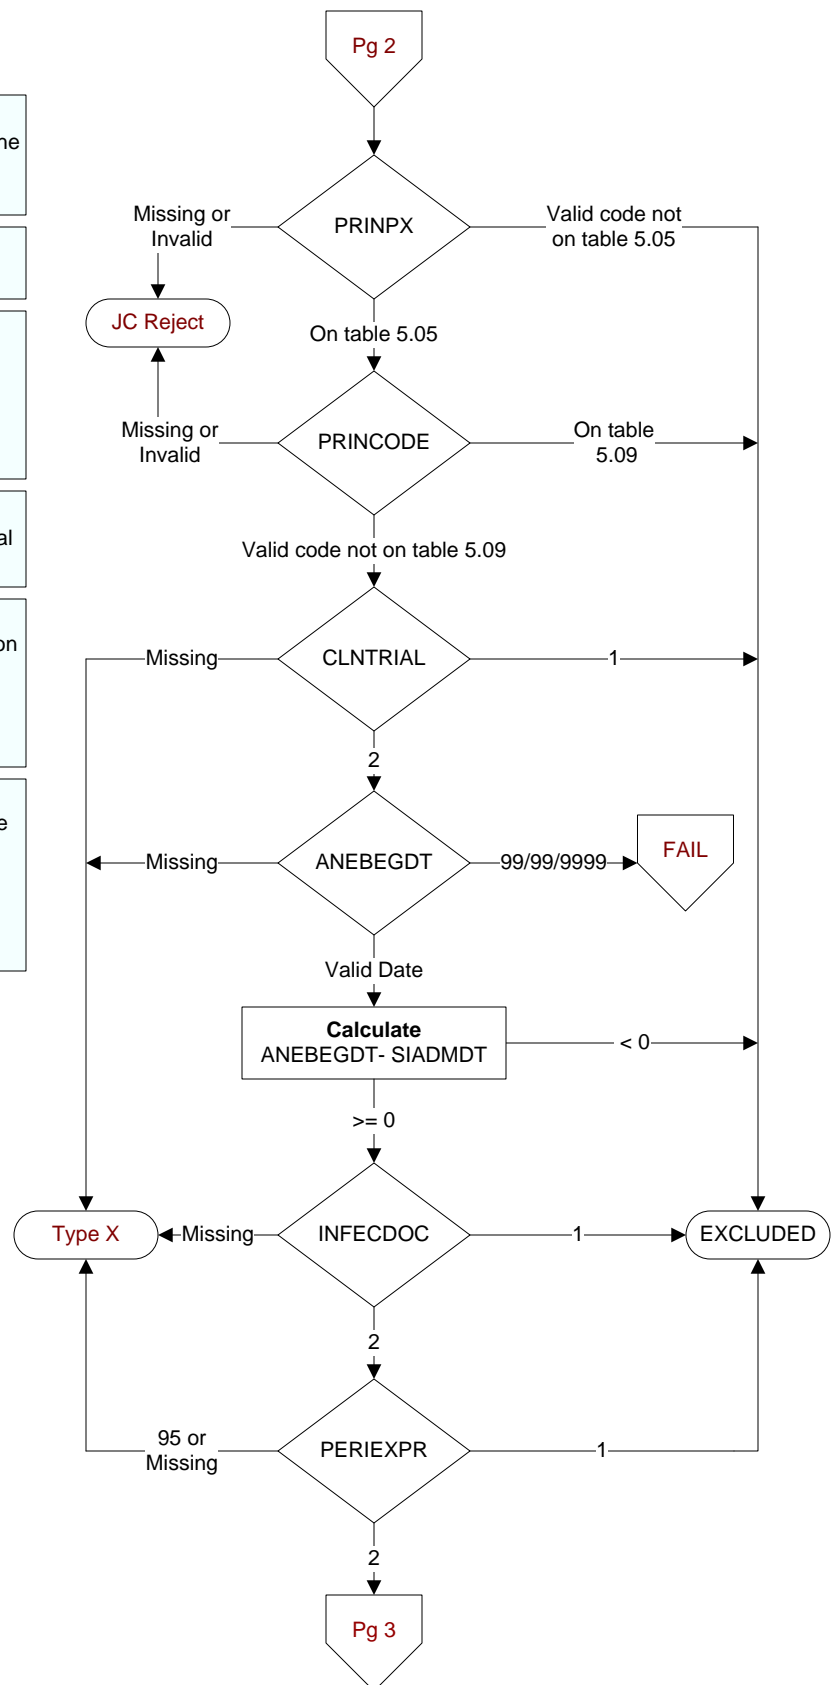 Pg 2
ne
Missing or
Invalid
PRINPX
Valid code not
on table 5.05
JC Reject
On table 5.05
Missing or
Invalid
PRINCODE
On table
5.09
al
Valid code not on table 5.09
on
Missing
CLNTRIAL
1
2
e
Missing
ANEBEGDT
99/99/9999
FAIL
Valid Date
Calculate
ANEBEGDT- SIADMDT
< 0
>= 0
Type X
Missing
INFECDOC
1
EXCLUDED
2
95 or
Missing
PERIEXPR
1
2
Pg 3